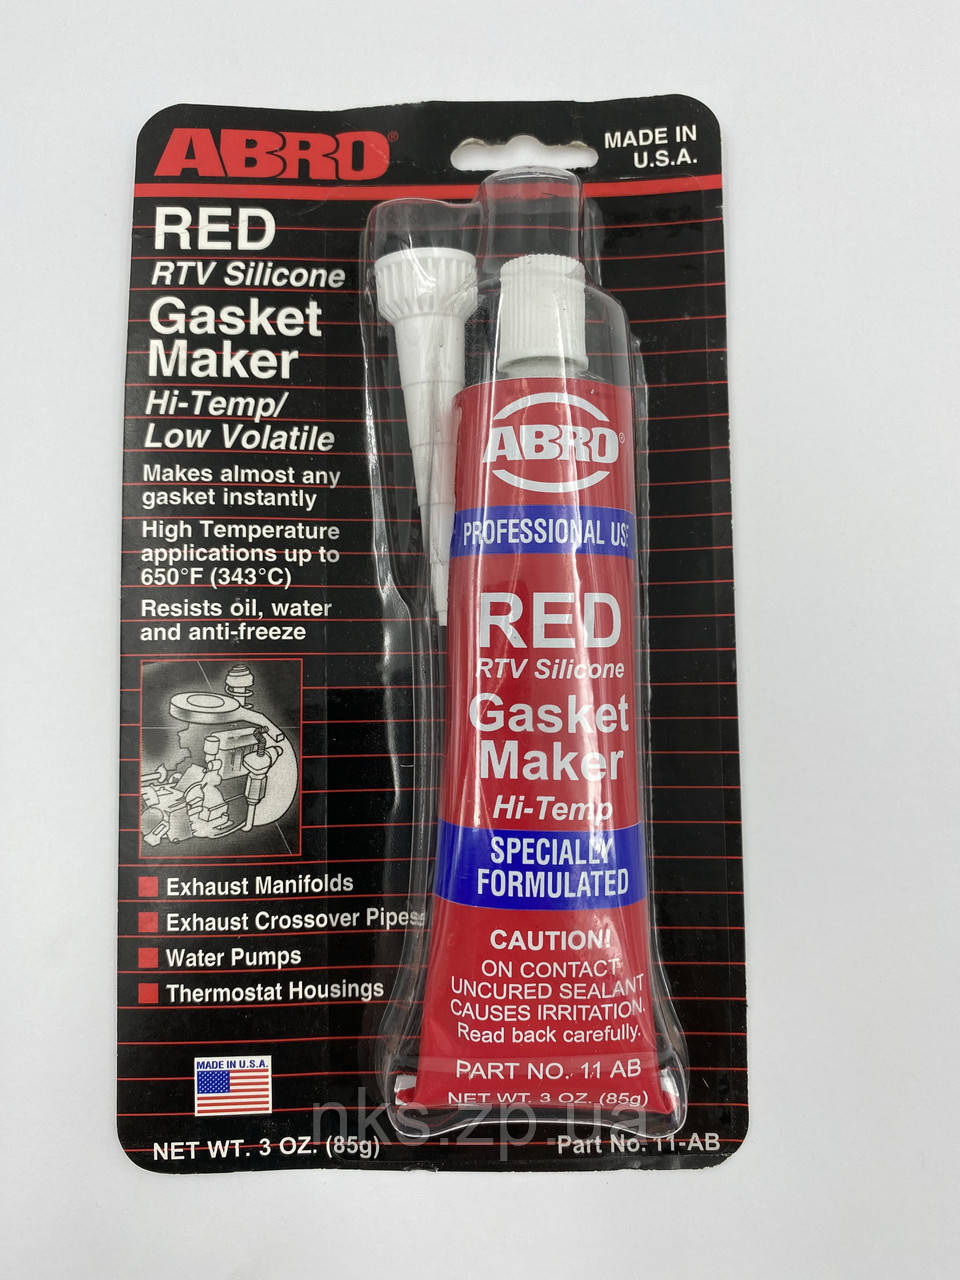 ABRO®
MADE IN
U.S.A.
RED
RTV Silicone
Gasket
Maker
Hi-Temp/
Low Volatile
Makes almost any
gasket instantly
High Temperature
applications up to
650°F (343°C)
Resists oil, water
and anti-freeze
Exhaust Manifolds
Exhaust Crossover Pipes
Water Pumps
Thermostat Housings
MADE IN U.S.A.
NET WT. 3 OZ. (85g)
Part No. 11-AB
ABRO®
PROFESSIONAL USE
RED
RTV Silicone
Gasket
Maker
Hi-Temp
SPECIALLY
FORMULATED
CAUTION!
ON CONTACT
UNCURED SEALANT
CAUSES IRRITATION.
Read back carefully.
PART NO. 11 AB
NET WT. 3 OZ. (85g)
nks.zp.ua